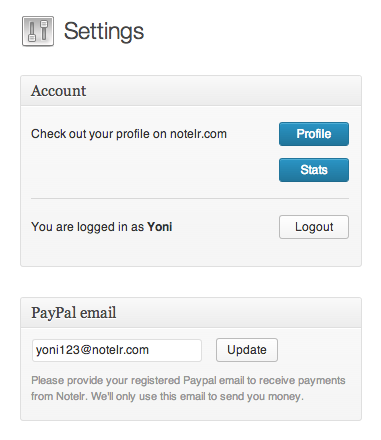 Settings
Account
Check out your profile on notelr.com
Profile
Stats
You are logged in as Yoni
Logout
PayPal email
yoni123@notelr.com
Update
Please provide your registered Paypal email to receive payments
from Notelr. We'll only use this email to send you money.